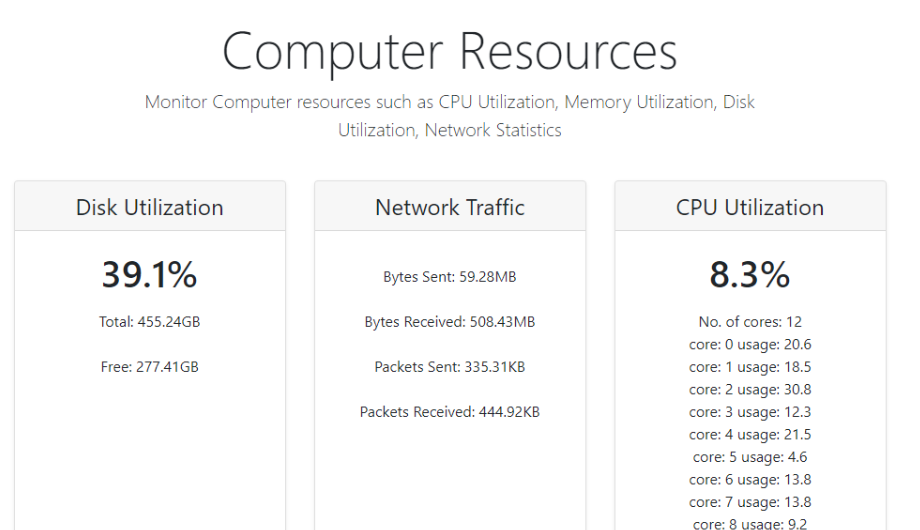 Computer Resources
Monitor Computer resources such as CPU Utilization, Memory Utilization, Disk
Utilization, Network Statistics
Disk Utilization
39.1%
Total: 455.24GB
Free: 277.41GB
Network Traffic
Bytes Sent: 59.28MB
Bytes Received: 508.43MB
Packets Sent: 335.31KB
Packets Received: 444.92KB
CPU Utilization
8.3%
No. of cores: 12
core: 0 usage: 20.6
core: 1 usage: 18.5
core: 2 usage: 30.8
core: 3 usage: 12.3
core: 4 usage: 21.5
core: 5 usage: 4.6
core: 6 usage: 13.8
core: 7 usage: 13.8
core: 8 usage: 9.2